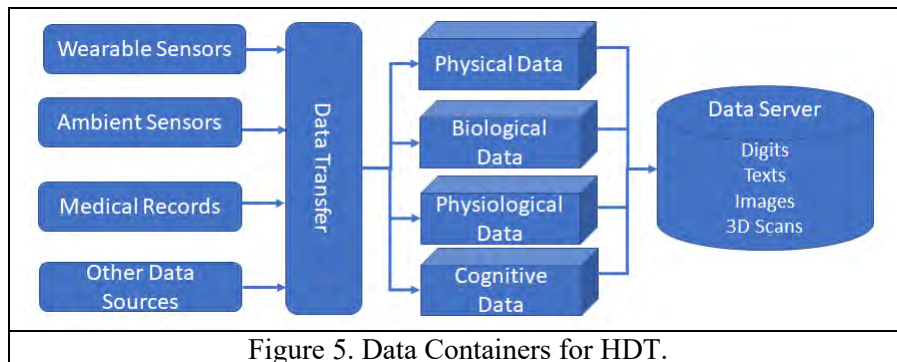 Wearable Sensors
Ambient Sensors
Medical Records
Other Data
Sources
Data Transfer
Physical Data
Biological
Data
Physiological
Data
Cognitive
Data
Data Server
Digits
Texts
Images
3D Scans
Figure 5. Data Containers for HDT.